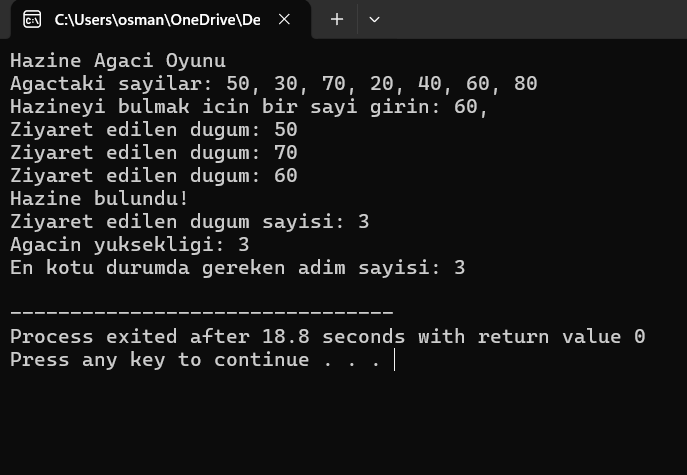 C:\Users\osman\OneDrive\De
Hazine Agaci Oyunu
Agactaki sayilar: 50, 30, 70, 20, 40, 60, 80
Hazineyi bulmak icin bir sayi girin: 60,
Ziyaret edilen dugum: 50
Ziyaret edilen dugum: 70
Ziyaret edilen dugum: 60
Hazine bulundu!
Ziyaret edilen dugum sayisi: 3
Agacin yuksekligi: 3
En kotu durumda gereken adim sayisi: 3
--------------------------------
Process exited after 18.8 seconds with return value 0
Press any key to continue . . .